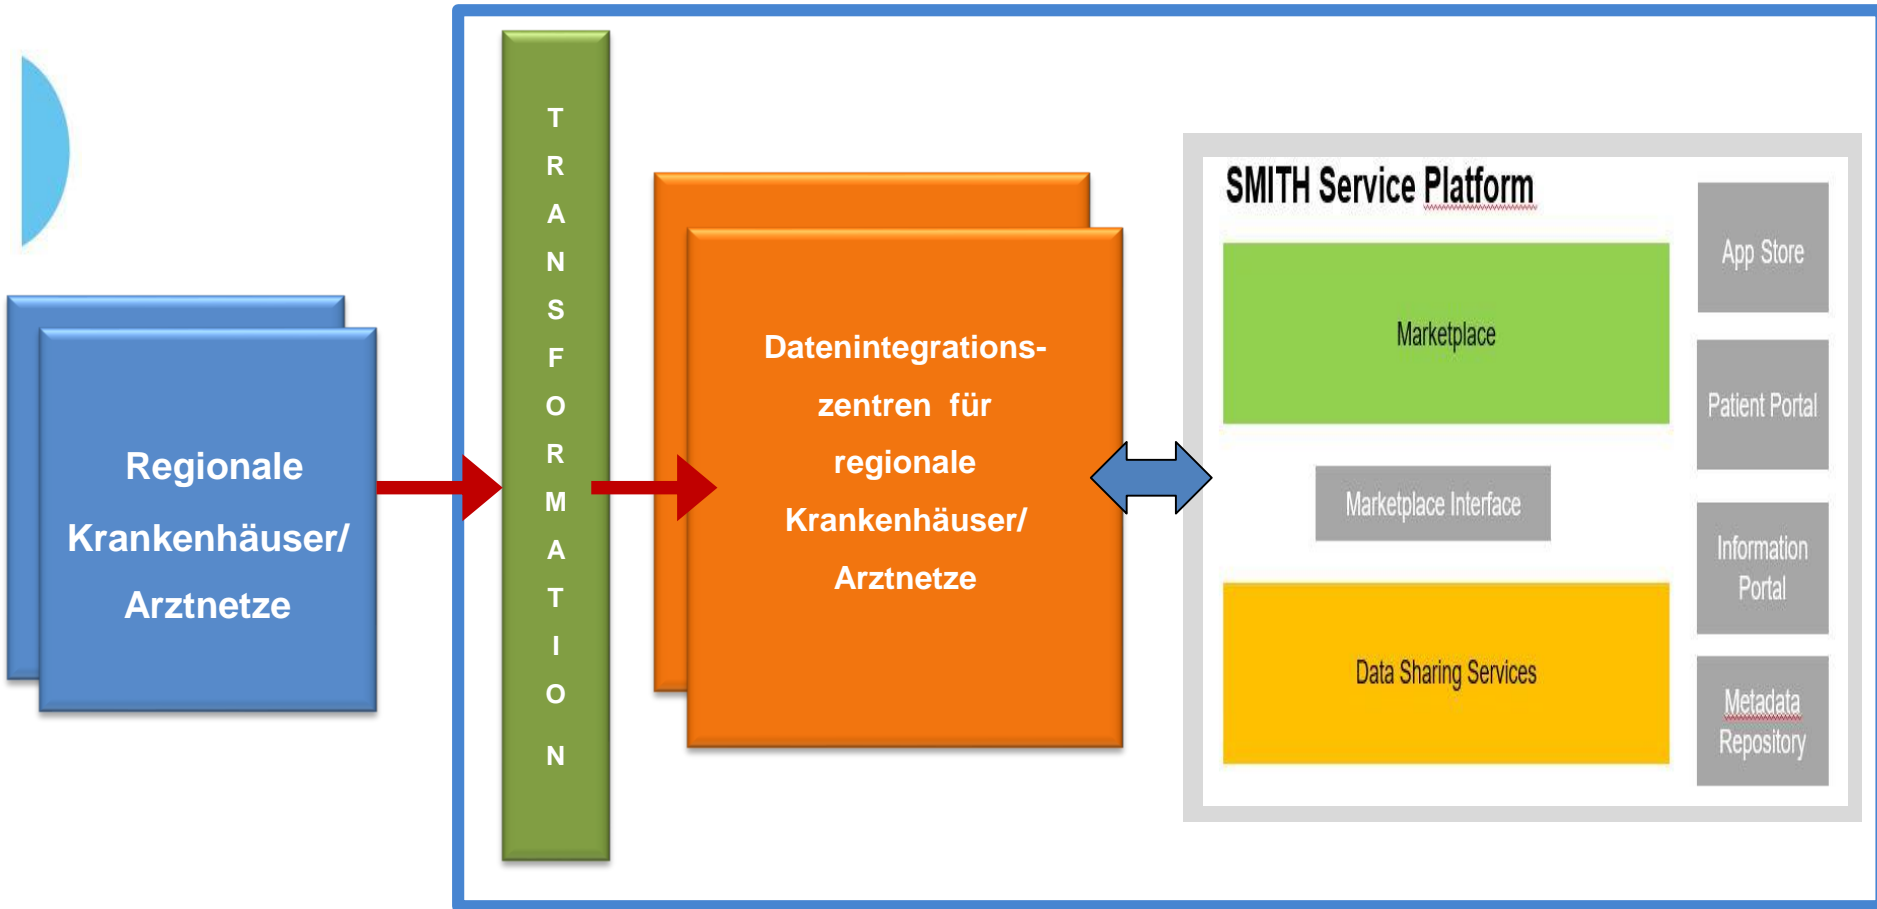 Regionale
Krankenhäuser/
Arztnetze
T
R
A
N
S
F
O
R
M
A
T
I
O
N
Datenintegrations-
zentren für
regionale
Krankenhäuser/
Arztnetze
SMITH Service Platform
Marketplace
Marketplace Interface
Data Sharing Services
App Store
Patient Portal
Information
Portal
Metadata
Repository